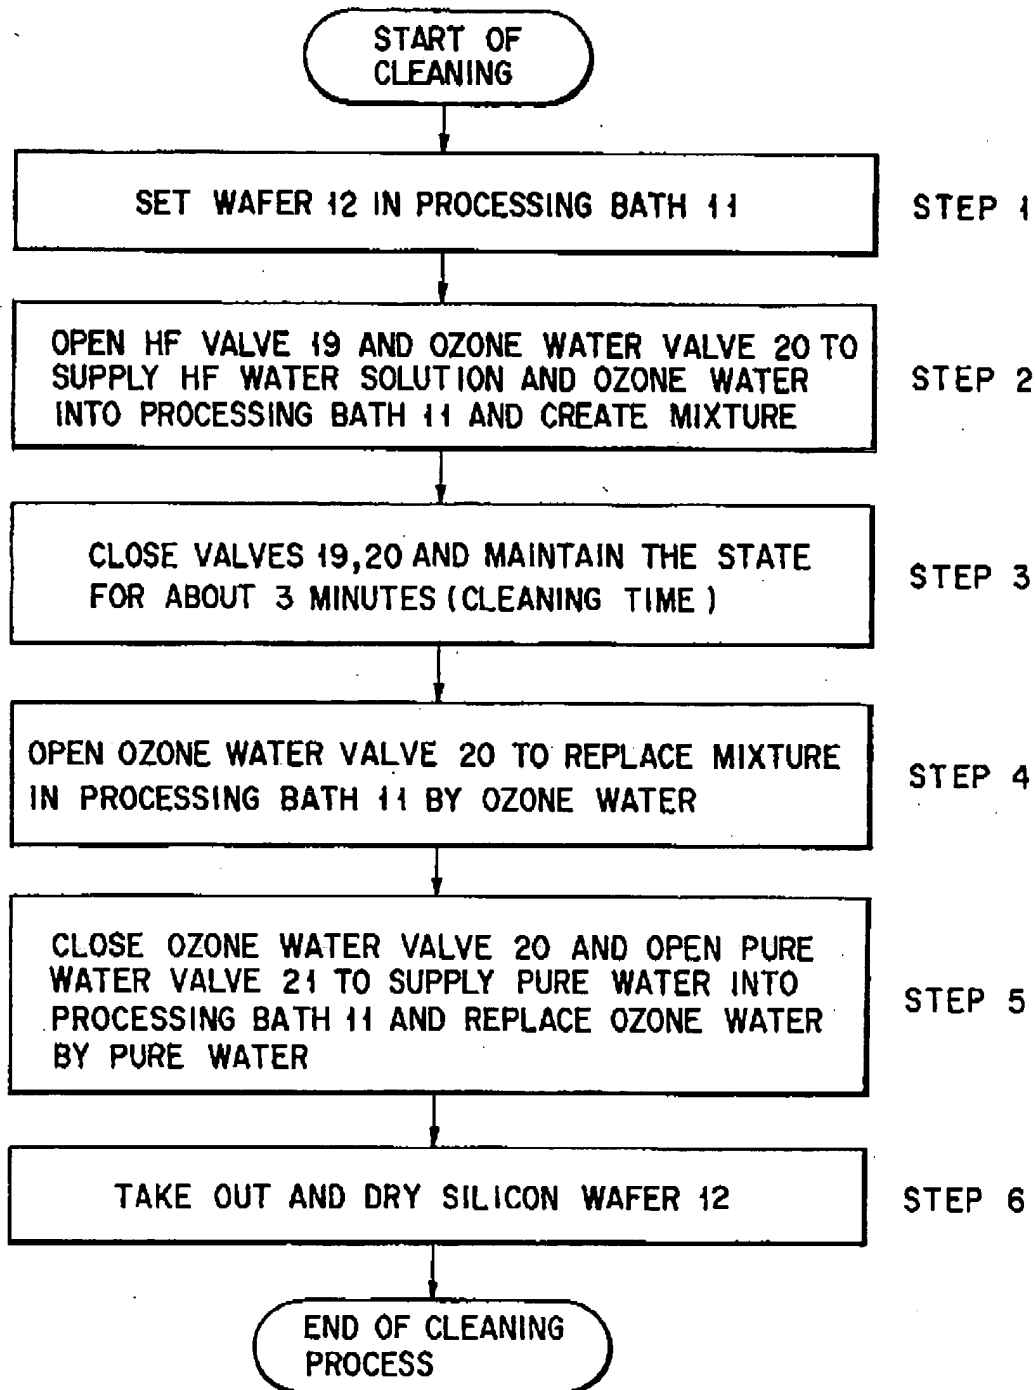 START OF
CLEANING
SET WAFER 12 IN PROCESSING BATH 11
STEP 1
OPEN HF VALVE 19 AND OZONE WATER VALVE 20 TO
SUPPLY HF WATER SOLUTION AND OZONE WATER
INTO PROCESSING BATH 11 AND CREATE MIXTURE
STEP 2
CLOSE VALVES 19,20 AND MAINTAIN THE STATE
FOR ABOUT 3 MINUTES (CLEANING TIME)
STEP 3
OPEN OZONE WATER VALVE 20 TO REPLACE MIXTURE
IN PROCESSING BATH 11 BY OZONE WATER
STEP 4
CLOSE OZONE WATER VALVE 20 AND OPEN PURE
WATER VALVE 21 TO SUPPLY PURE WATER INTO
PROCESSING BATH 11 AND REPLACE OZONE WATER
BY PURE WATER
STEP 5
TAKE OUT AND DRY SILICON WAFER 12
STEP 6
END OF CLEANING
PROCESS